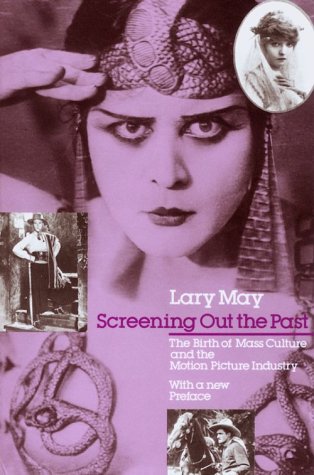 Lary May
Screening Out the Past
The Birth of Mass Culture
and the
Motion Picture Industry
With a new
Preface